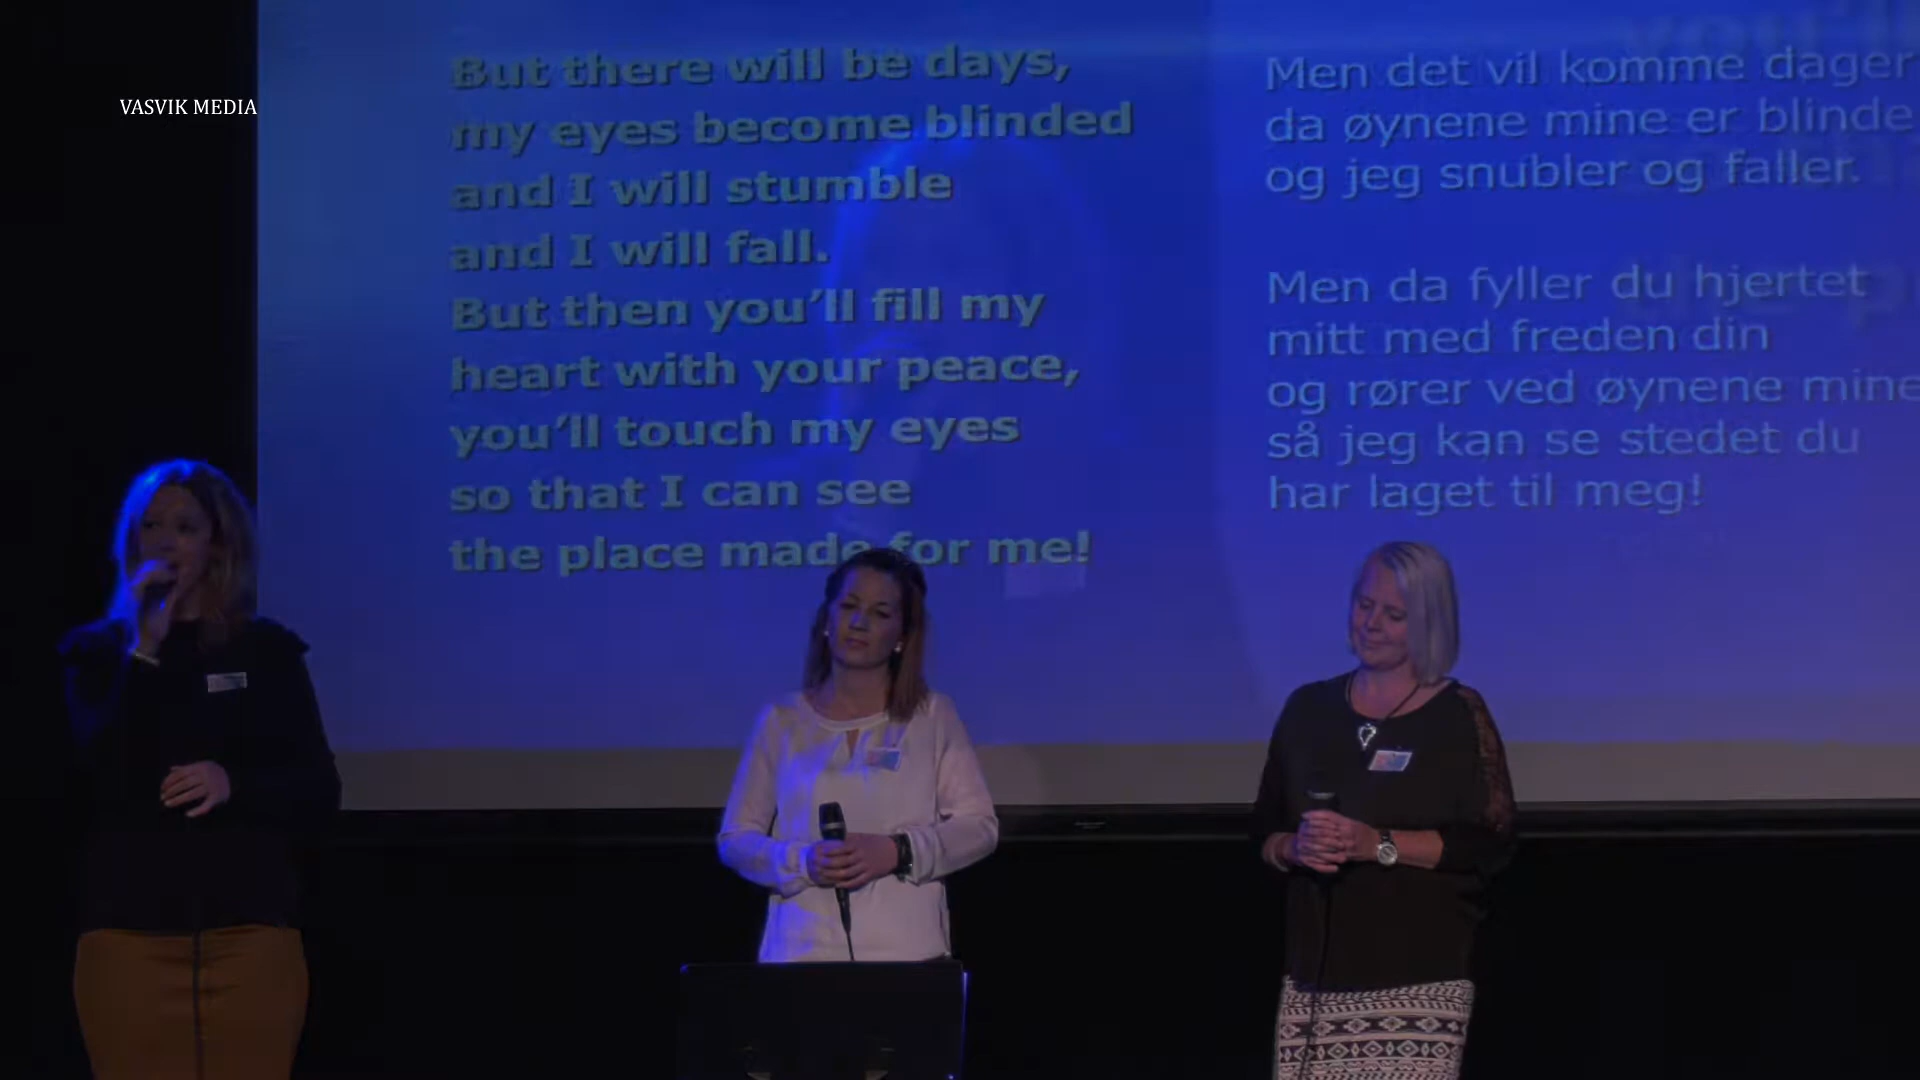 VASVIK MEDIA
But there will be days,
my eyes become blinded
and I will stumble
and I will fall.
But then you’ll fill my
heart with your peace,
you’ll touch my eyes
so that I can see
the place made for me!
Men det vil komme dager
da øynene mine er blinde
og jeg snubler og faller.
Men da fyller du hjertet
mitt med freden din
og rører ved øynene mine
så jeg kan se stedet du
har laget til meg!